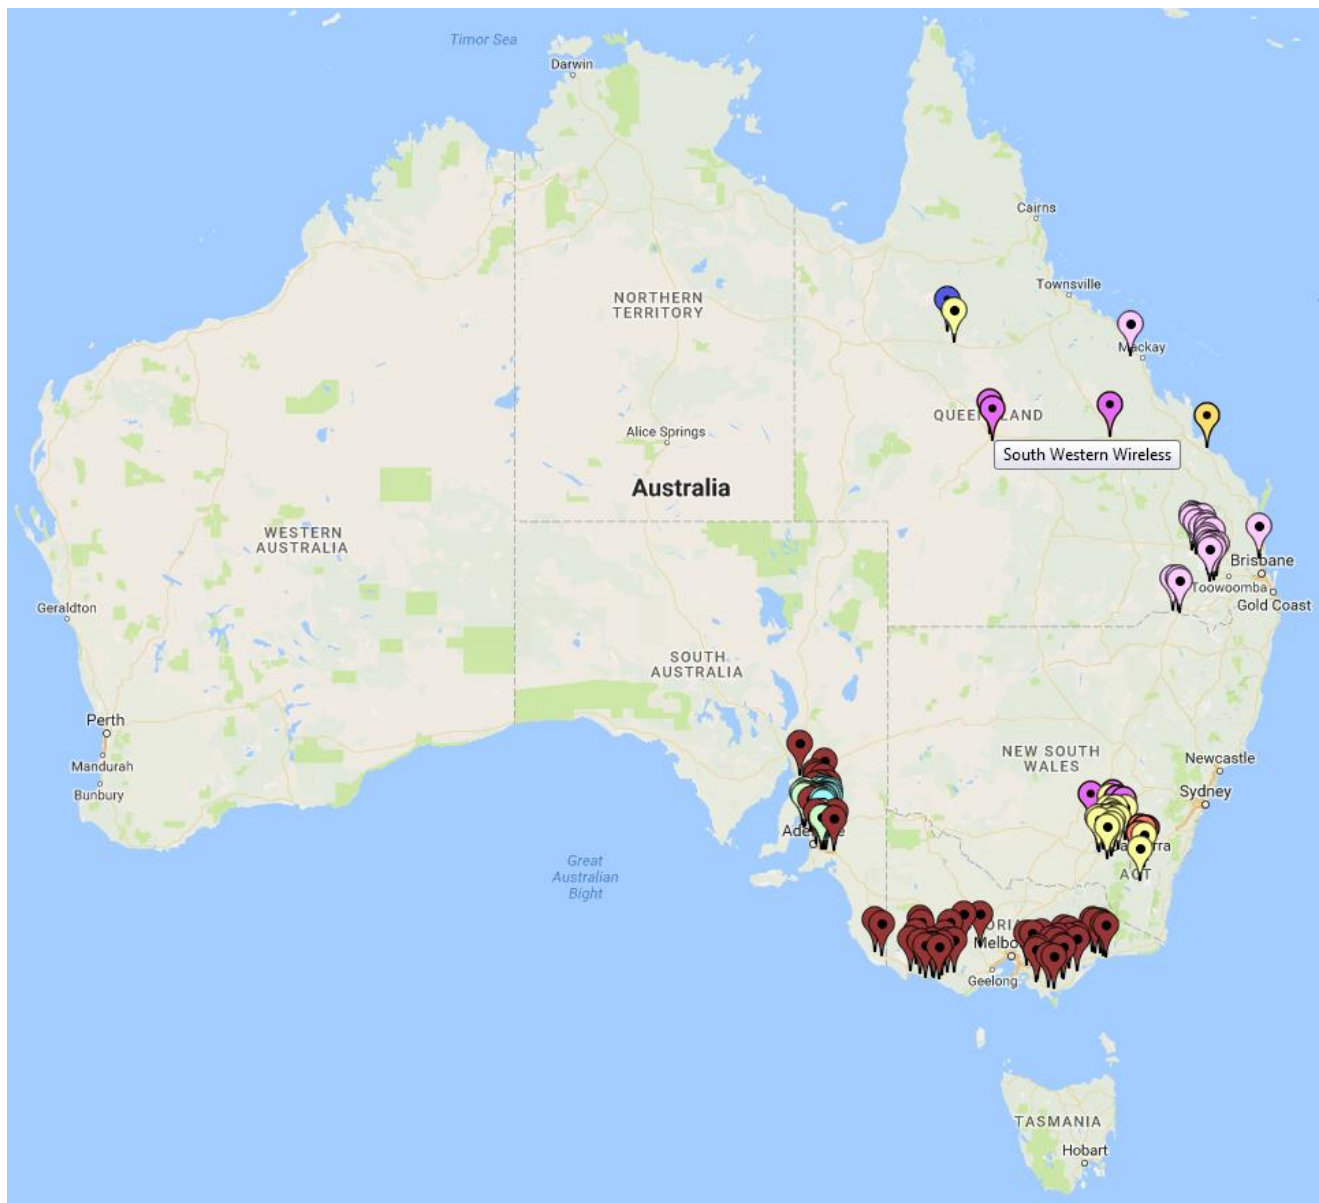 Timor Sea
Darwin
Cairns
Townsville
NORTHERN
TERRITORY
Mackay
QUEENSLAND
Alice Springs
South Western Wireless
Australia
WESTERN
AUSTRALIA
Brisbane
Toowoomba
Gold Coast
Geraldton
SOUTH
AUSTRALIA
Perth
Mandurah
Bunbury
NEW SOUTH
WALES
Newcastle
Sydney
ACT
Great
Australian
Bight
Geelong
TASMANIA
Hobart